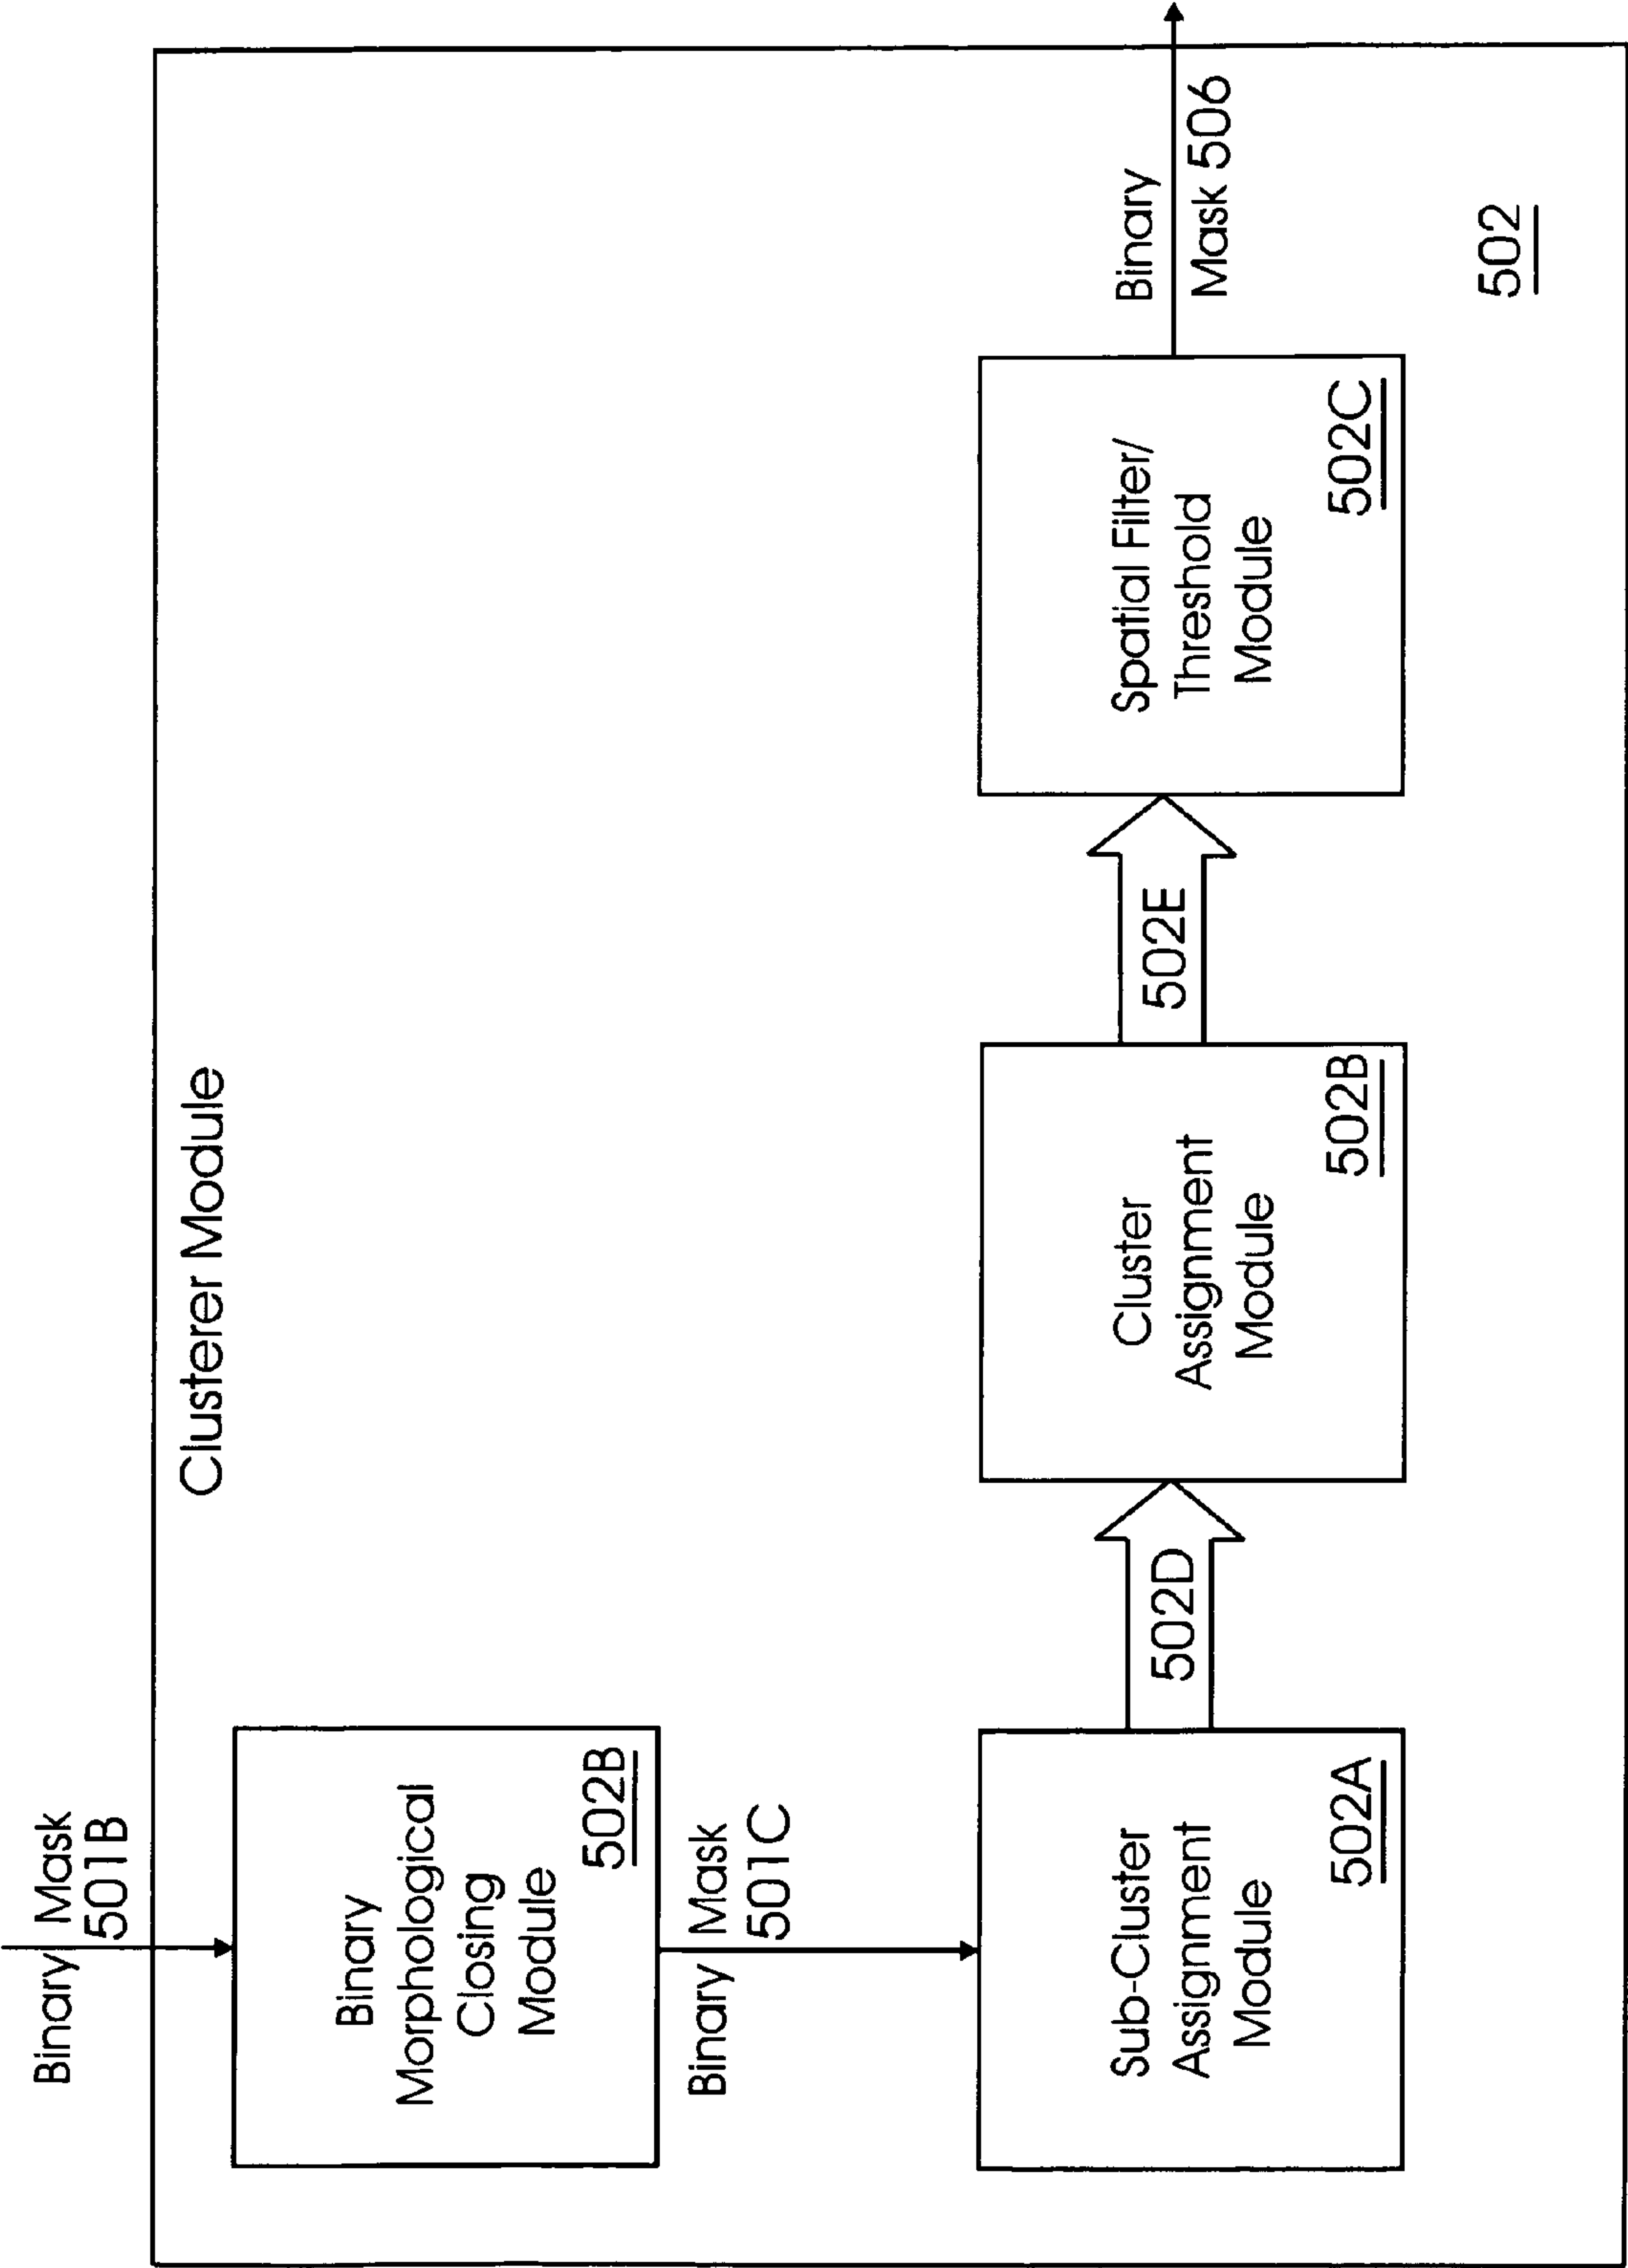 Clusterer Module
Binary Mask
501B
Binary
Morphological
Closing
Module
502B
Binary Mask
501C
Sub-Cluster
Assignment
Module
502A
502D
Cluster
Assignment
Module
502B
502E
Spatial Filter/
Threshold
Module
502C
Binary
Mask 506
502